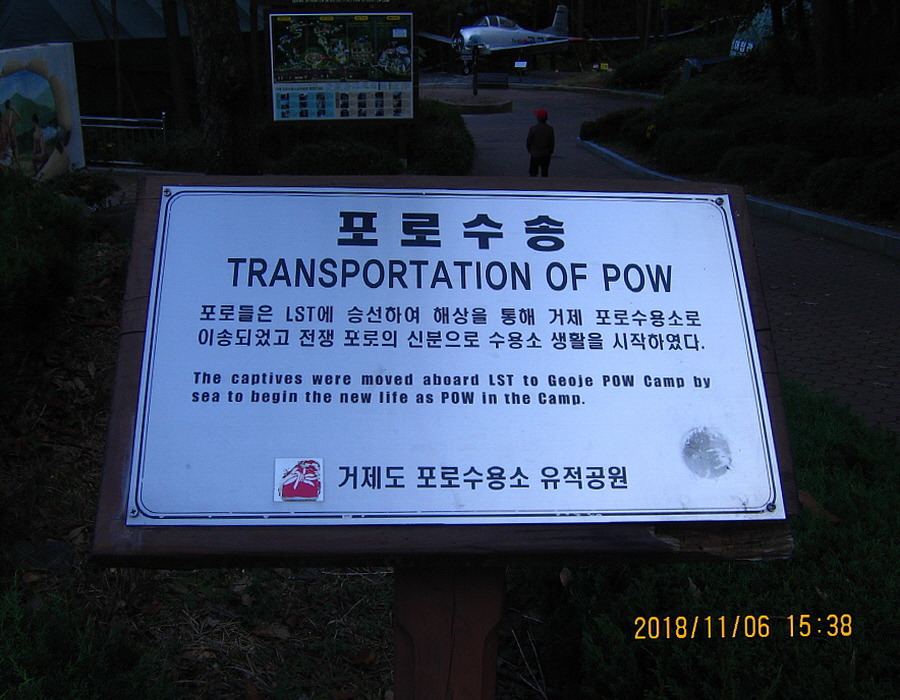 포로수송
TRANSPORTATION OF POW
포로들은 LST에 승선하여 해상을 통해 거제 포로수용소로
이송되었고 전쟁 포로의 신분으로 수용소 생활을 시작하였다.
The captives were moved aboard LST to Geoje POW Camp by
sea to begin the new life as POW in the Camp.
거제도 포로수용소 유적공원
2018/11/06 15:38